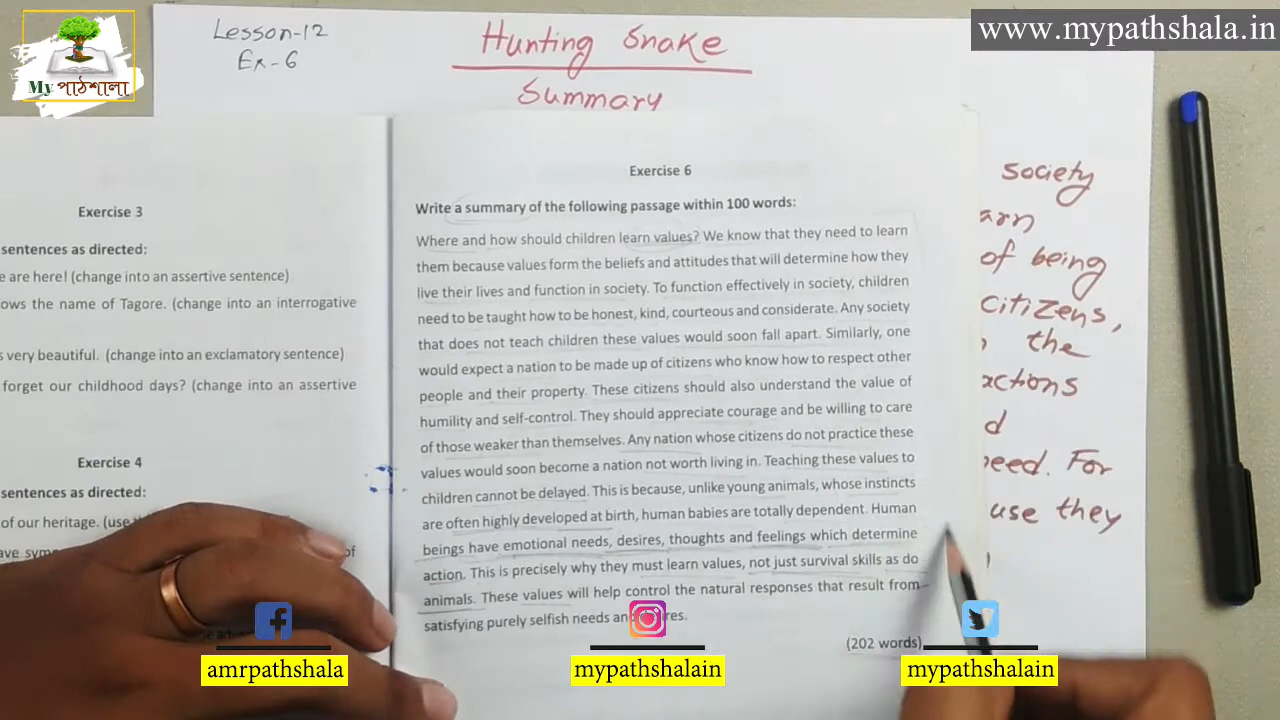 My পাঠশালা
Lesson-12
Ex-6
Hunting Snake
Summary
www.mypathshala.in
Exercise 3
sentences as directed:
e are here! (change into an assertive sentence)
ows the name of Tagore. (change into an interrogative
s very beautiful. (change into an exclamatory sentence)
forget our childhood days? (change into an assertive
Exercise 4
sentences as directed:
of our heritage. (use
ave sym
of
Exercise 6
Write a summary of the following passage within 100 words:
Where and how should children learn values? We know that they need to learn
them because values form the beliefs and attitudes that will determine how they
live their lives and function in society. To function effectively in society, children
need to be taught how to be honest, kind, courteous and considerate. Any society
that does not teach children these values would soon fall apart. Similarly, one
would expect a nation to be made up of citizens who know how to respect other
people and their property. These citizens should also understand the value of
humility and self-control. They should appreciate courage and be willing to care
of those weaker than themselves. Any nation whose citizens do not practice these
values would soon become a nation not worth living in. Teaching these values to
children cannot be delayed. This is because, unlike young animals, whose instincts
are often highly developed at birth, human babies are totally dependent. Human
beings have emotional needs, desires, thoughts and feelings which determine
action. This is precisely why they must learn values, not just survival skills as do
animals. These values will help control the natural responses that result from
satisfying purely selfish needs an res.
(202 words)
society
arn
of being
citizens,
the
actions
d
need. For
use they
amrpathshala
mypathshalain
mypathshalain